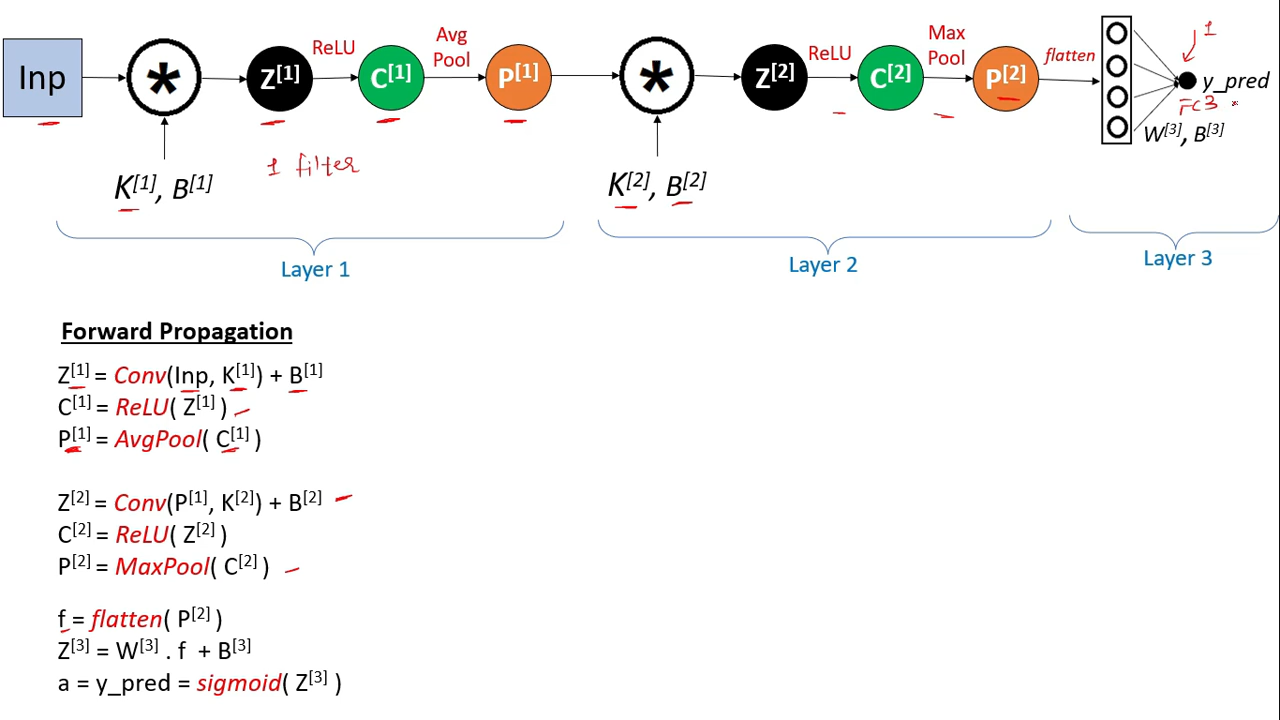 Inp * Z[1] ReLU C[1] Avg Pool P[1] * Z[2] ReLU C[2] Max Pool P[2] flatten 1 y_pred
FC3
W[3], B[3]
1 filter
K[1], B[1]
K[2], B[2]
Layer 1
Layer 2
Layer 3
Forward Propagation
Z[1] = Conv(Inp, K[1]) + B[1]
C[1] = ReLU( Z[1] )
P[1] = AvgPool( C[1] )
Z[2] = Conv(P[1], K[2]) + B[2]
C[2] = ReLU( Z[2] )
P[2] = MaxPool( C[2] )
f = flatten( P[2] )
Z[3] = W[3] . f + B[3]
a = y_pred = sigmoid( Z[3] )